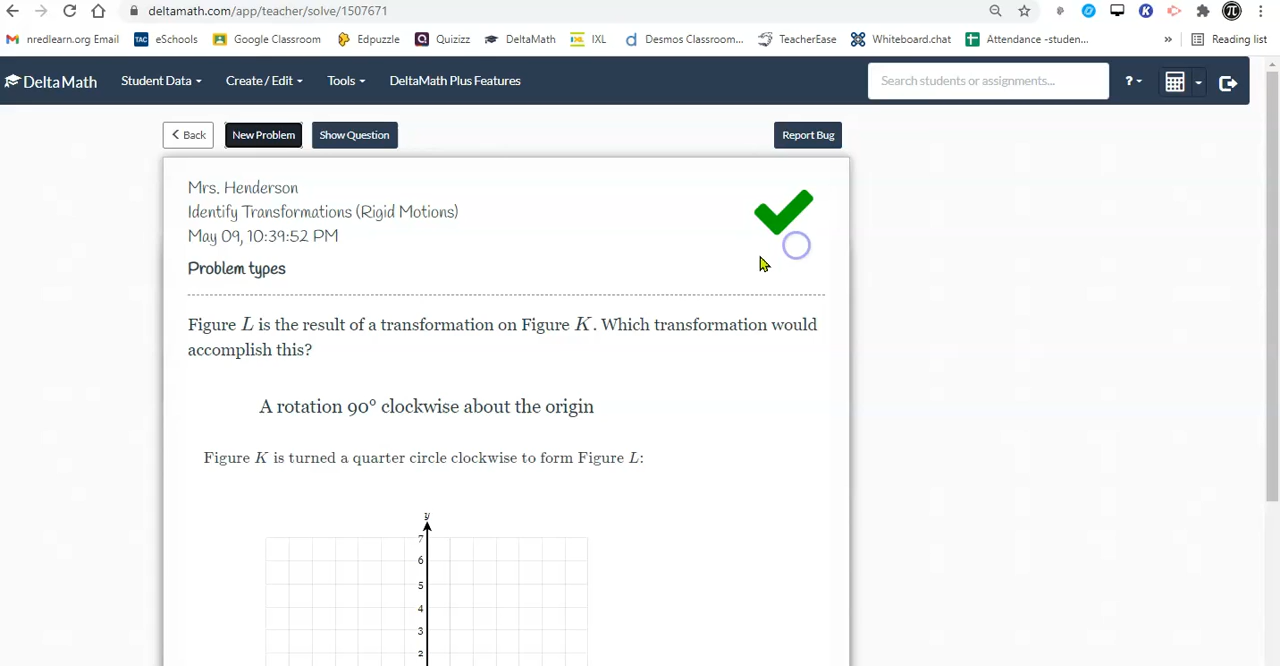 deltamath.com/app/teacher/solve/1507671
nredlearn.org Email
TAC
eSchools
Google Classroom
Edpuzzle
Quizizz
DeltaMath
IXL
Desmos Classroom...
TeacherEase
Whiteboard.chat
Attendance -studen...
»
Reading list
DeltaMath
Student Data
Create / Edit
Tools
DeltaMath Plus Features
Search students or assignments...
?
Back
New Problem
Show Question
Report Bug
Mrs. Henderson
Identify Transformations (Rigid Motions)
May 09, 10:39:52 PM
Problem types
Figure L is the result of a transformation on Figure K. Which transformation would
accomplish this?
A rotation 90° clockwise about the origin
Figure K is turned a quarter circle clockwise to form Figure L:
y
7
6
5
4
3
2